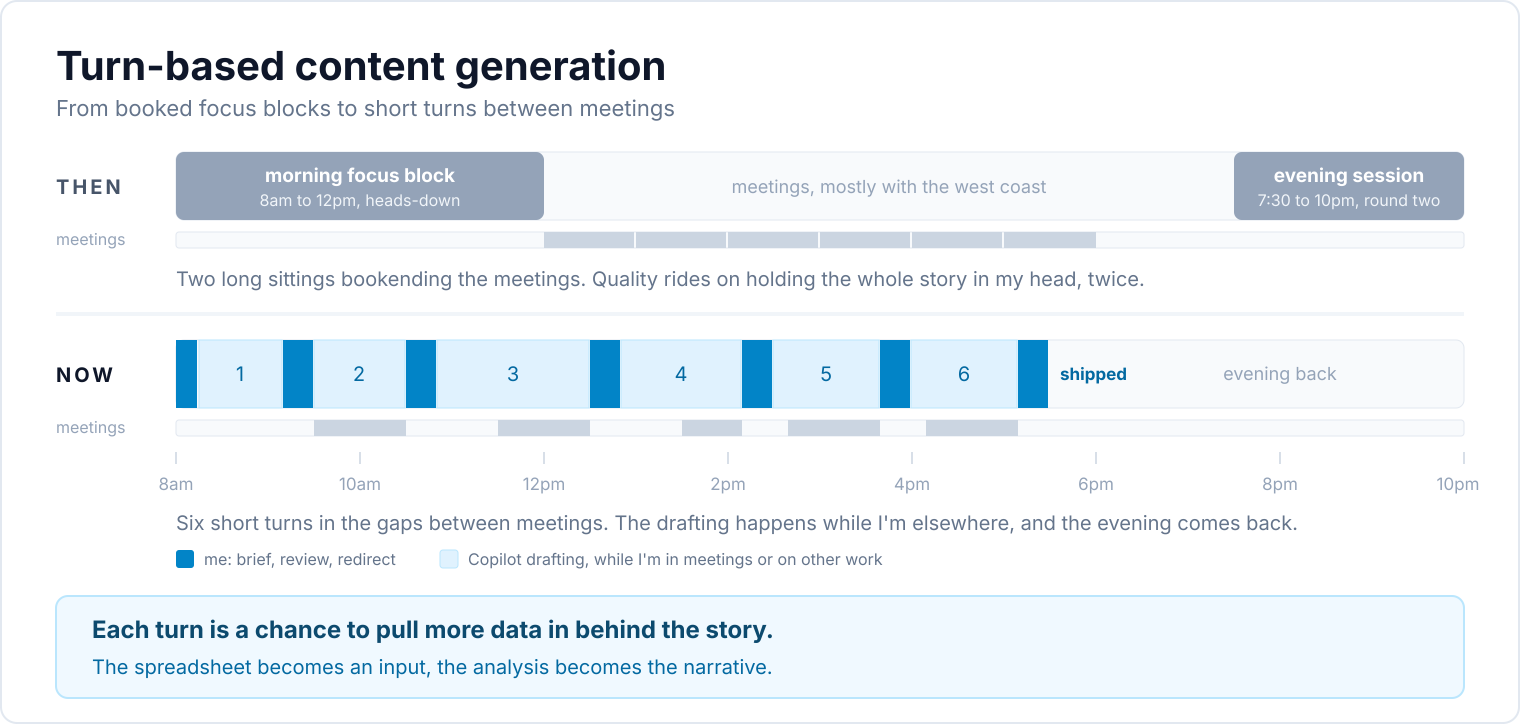 Turn-based content generation
From booked focus blocks to short turns between meetings
THEN
morning focus block
8am to 12pm, heads-down
meetings, mostly with the west coast
evening session
7:30 to 10pm, round two
meetings
Two long sittings bookending the meetings. Quality rides on holding the whole story in my head, twice.
NOW
1
2
3
4
5
6
shipped
evening back
meetings
8am
10am
12pm
2pm
4pm
6pm
8pm
10pm
Six short turns in the gaps between meetings. The drafting happens while I'm elsewhere, and the evening comes back.
me: brief, review, redirect
Copilot drafting, while I'm in meetings or on other work
Each turn is a chance to pull more data in behind the story.
The spreadsheet becomes an input, the analysis becomes the narrative.